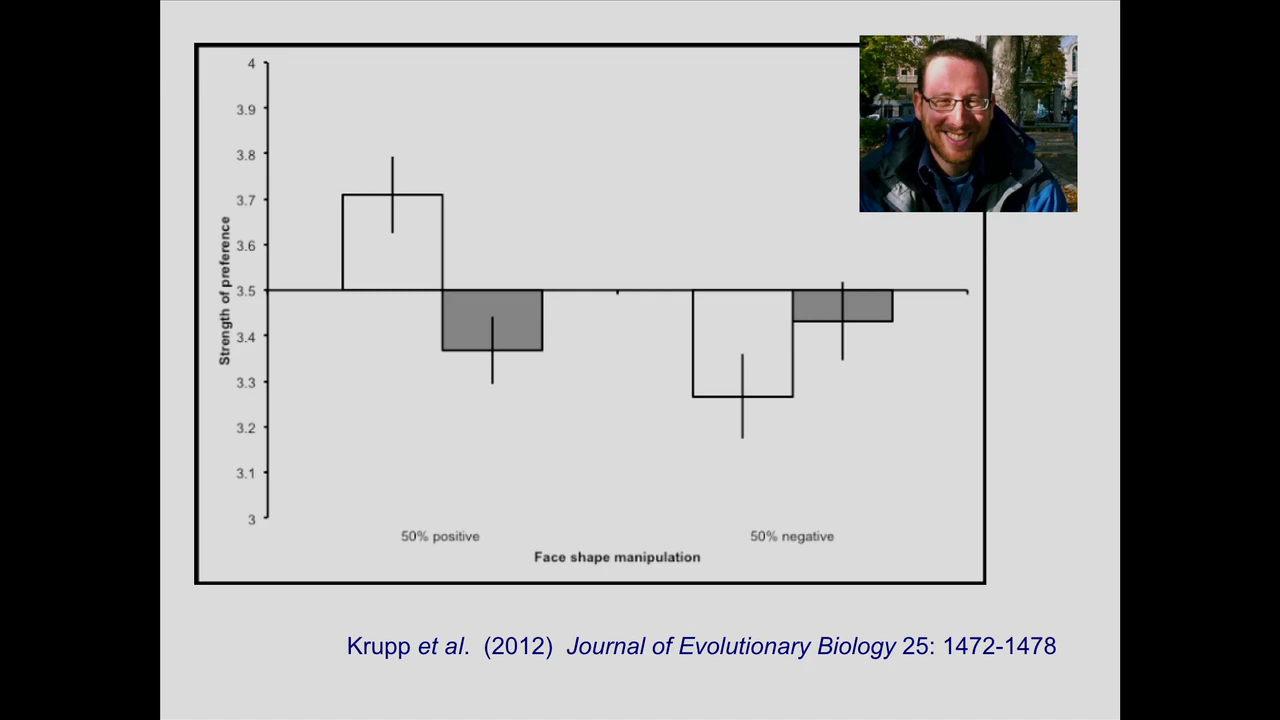 4
3.9
3.8
3.7
3.6
3.5
3.4
3.3
3.2
3.1
3
Strength of preference
50% positive
50% negative
Face shape manipulation
Krupp et al. (2012) Journal of Evolutionary Biology 25: 1472-1478